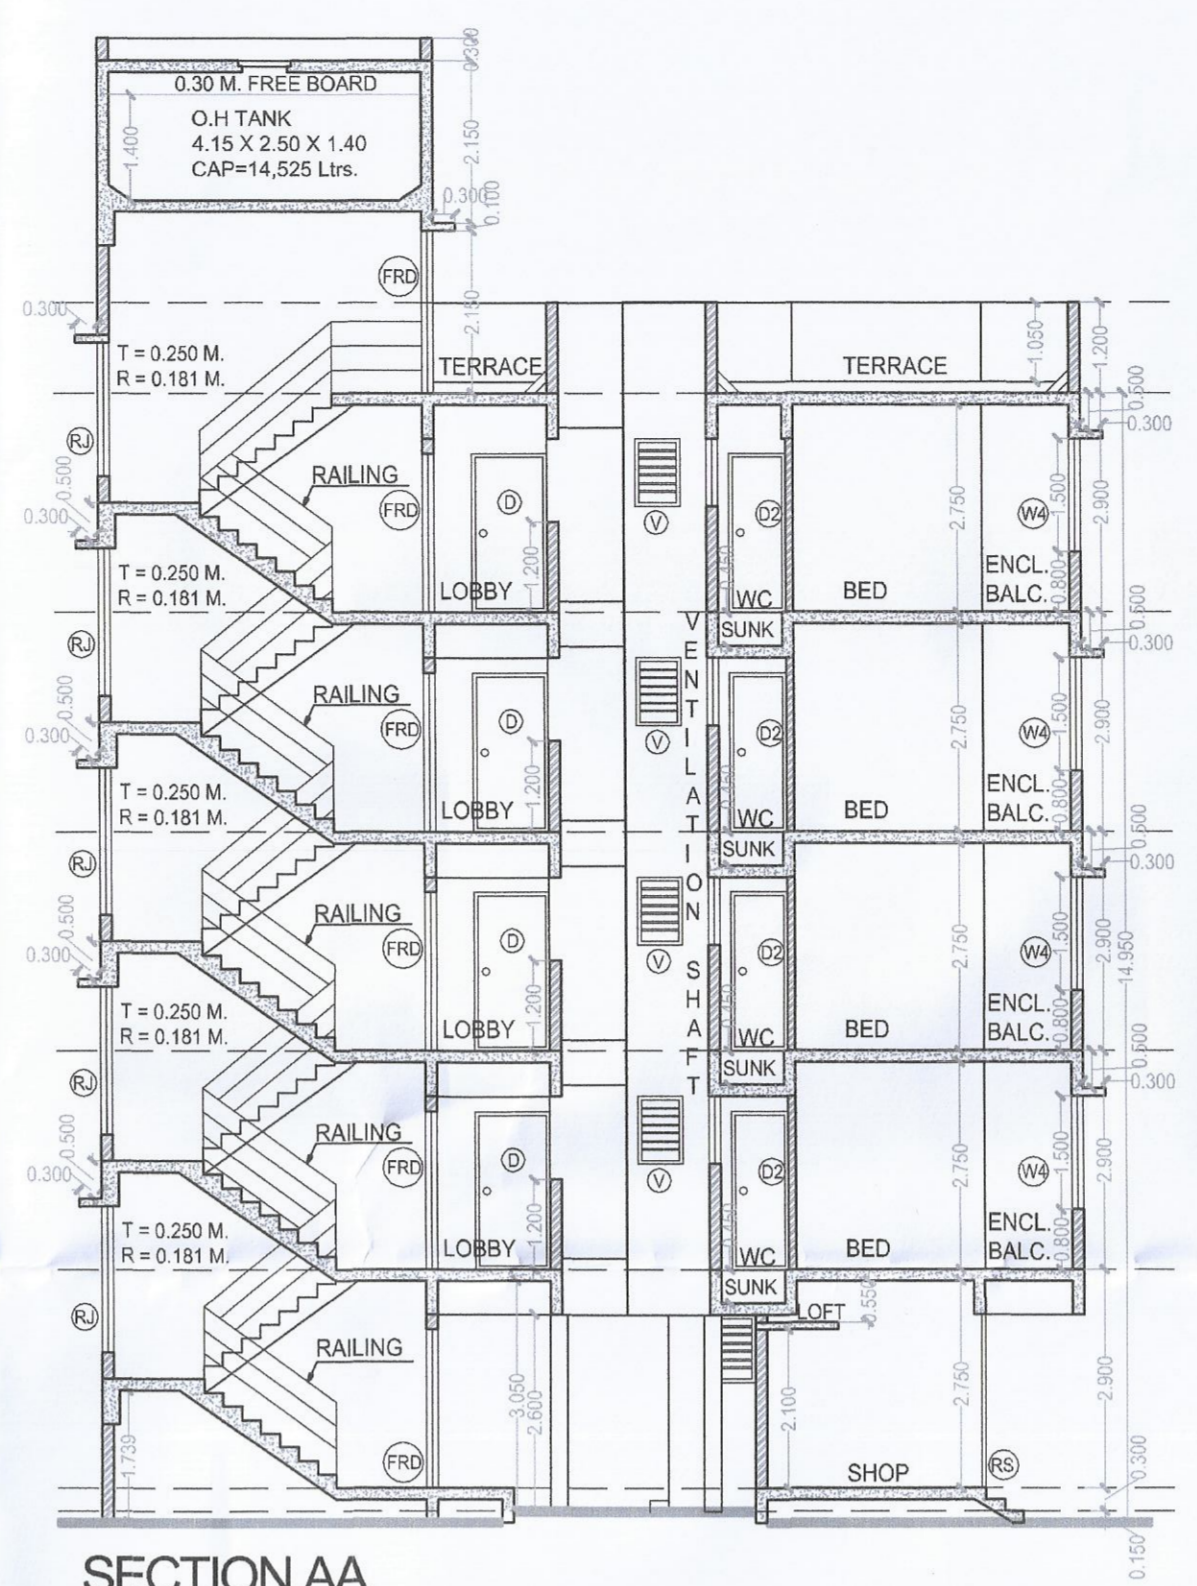 0.300
0.30 M. FREE BOARD
O.H TANK
4.15 X 2.50 X 1.40
CAP=14,525 Ltrs.
1.400
2.150
0.300
0.100
FRD
2.150
0.300
T = 0.250 M.
R = 0.181 M.
TERRACE
TERRACE
1.050
1.200
0.500
0.300
RJ
0.500
0.300
RAILING
FRD
D
V
D2
2.750
W4
1.500
2.900
T = 0.250 M.
R = 0.181 M.
LOBBY
1.200
0.450
WC
BED
ENCL.
BALC.
0.800
SUNK
0.500
0.300
RJ
0.500
0.300
RAILING
FRD
D
V
D2
2.750
W4
1.500
2.900
VENTILATION SHAFT
T = 0.250 M.
R = 0.181 M.
LOBBY
1.200
0.450
WC
BED
ENCL.
BALC.
0.800
SUNK
0.500
0.300
RJ
0.500
0.300
RAILING
FRD
D
V
D2
2.750
W4
1.500
2.900
14.950
T = 0.250 M.
R = 0.181 M.
LOBBY
1.200
0.450
WC
BED
ENCL.
BALC.
0.800
SUNK
0.500
0.300
RJ
0.500
0.300
RAILING
FRD
D
V
D2
2.750
W4
1.500
2.900
T = 0.250 M.
R = 0.181 M.
LOBBY
1.200
0.450
WC
BED
ENCL.
BALC.
0.800
SUNK
LOFT
0.550
RJ
RAILING
3.050
2.600
2.100
2.750
2.900
1.739
FRD
SHOP
RS
0.300
0.150
SECTION AA